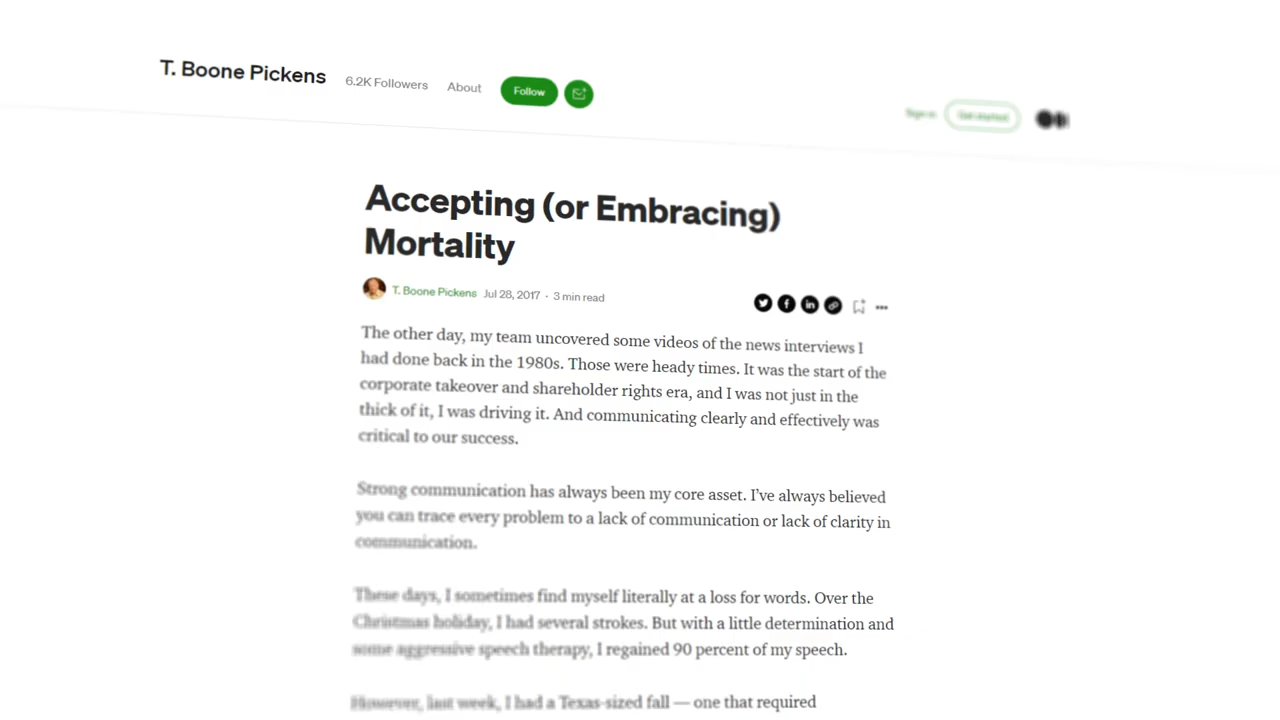 T. Boone Pickens 6.2K Followers About Follow Sign in Get started
Accepting (or Embracing)
Mortality
T. Boone Pickens Jul 28, 2017 · 3 min read
The other day, my team uncovered some videos of the news interviews I
had done back in the 1980s. Those were heady times. It was the start of the
corporate takeover and shareholder rights era, and I was not just in the
thick of it, I was driving it. And communicating clearly and effectively was
critical to our success.
Strong communication has always been my core asset. I’ve always believed
you can trace every problem to a lack of communication or lack of clarity in
communication.
These days, I sometimes find myself literally at a loss for words. Over the
Christmas holiday, I had several strokes. But with a little determination and
some aggressive speech therapy, I regained 90 percent of my speech.
However, last week, I had a Texas-sized fall — one that required